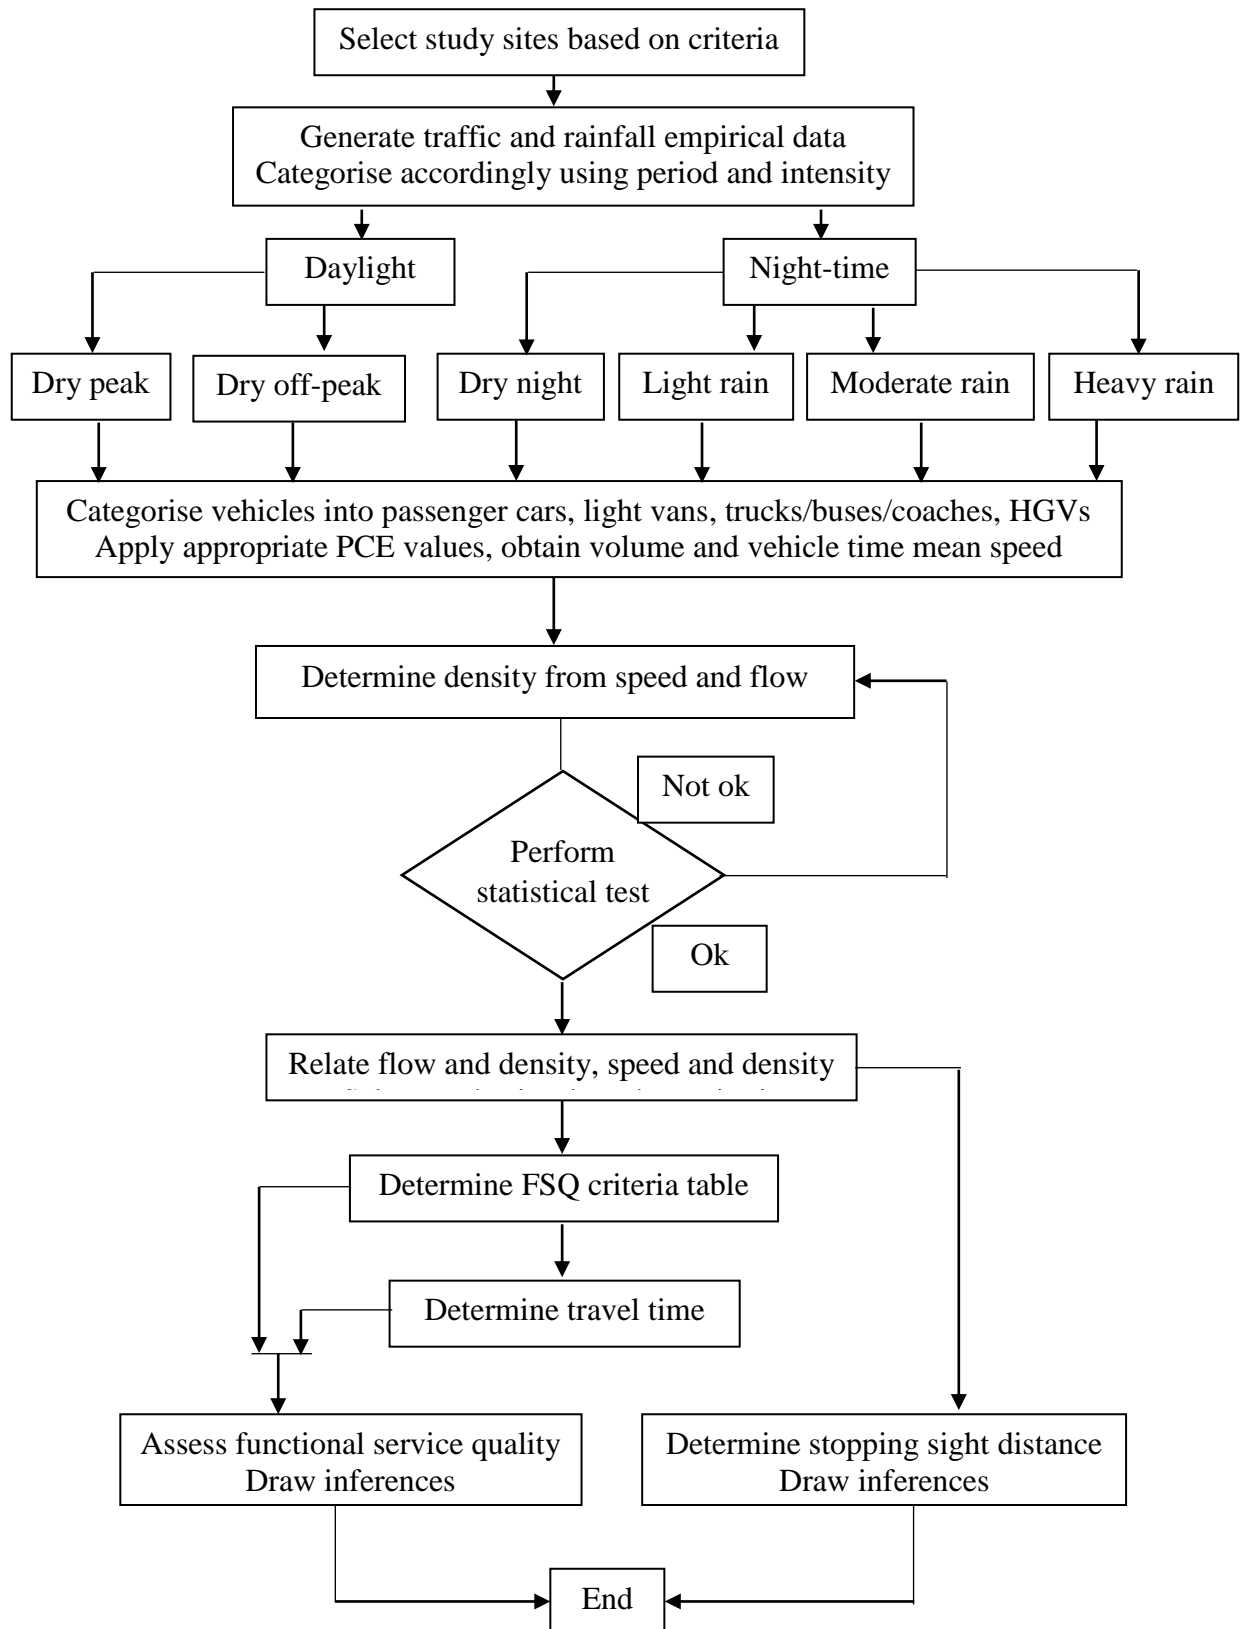 Select study sites based on criteria
Generate traffic and rainfall empirical data
Categorise accordingly using period and intensity
Daylight
Night-time
Dry peak
Dry off-peak
Dry night
Light rain
Moderate rain
Heavy rain
Categorise vehicles into passenger cars, light vans, trucks/buses/coaches, HGVs
Apply appropriate PCE values, obtain volume and vehicle time mean speed
Determine density from speed and flow
Not ok
Perform
statistical test
Ok
Relate flow and density, speed and density
Determine FSQ criteria table
Determine travel time
Assess functional service quality
Draw inferences
Determine stopping sight distance
Draw inferences
End